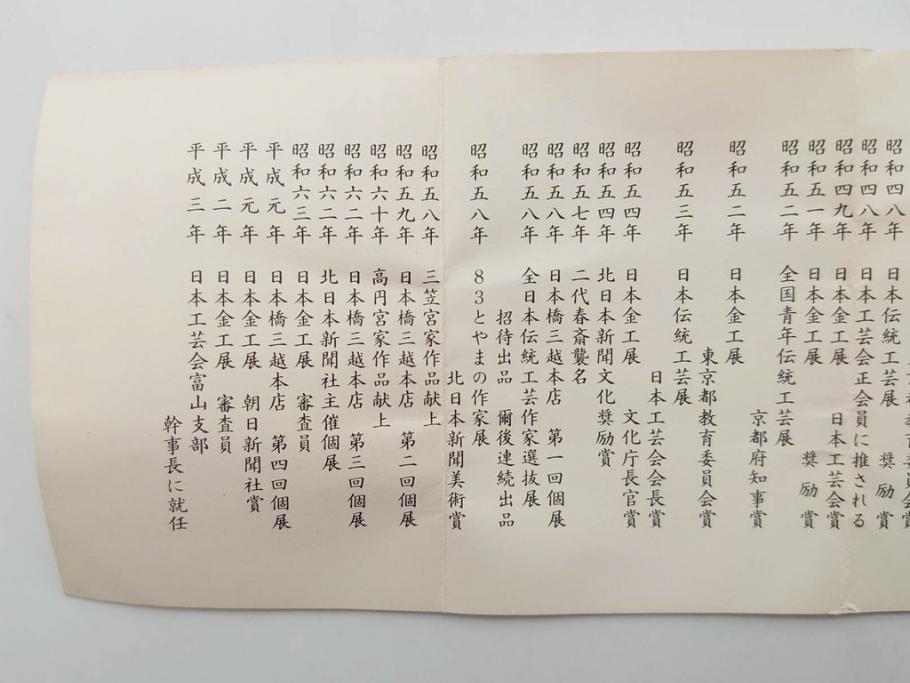 昭和四八年 日本伝統工芸展 奨励賞
昭和四八年 日本工芸会正会員に推される
昭和四九年 日本金工展 日本工芸会賞
昭和五一年 日本金工展 奨励賞
昭和五二年 全国青年伝統工芸展
京都府知事賞
昭和五二年 日本金工展
東京都教育委員会賞
昭和五三年 日本伝統工芸展
日本工芸会会長賞
昭和五四年 日本金工展 文化庁長官賞
昭和五四年 北日本新聞文化奨励賞
昭和五七年 二代春斎襲名
昭和五八年 日本橋三越本店 第一回個展
昭和五八年 全日本伝統工芸作家選抜展
招待出品 爾後連続出品
昭和五八年 83とやまの作家展
北日本新聞美術賞
昭和五八年 三笠宮家作品献上
昭和五九年 日本橋三越本店 第二回個展
昭和六十年 高円宮家作品献上
昭和六二年 日本橋三越本店 第三回個展
昭和六二年 北日本新聞社主催個展
昭和六三年 日本金工展 審査員
平成元年 日本橋三越本店 第四回個展
平成元年 日本金工展 朝日新聞社賞
平成二年 日本金工展 審査員
平成三年 日本工芸会富山支部
幹事長に就任